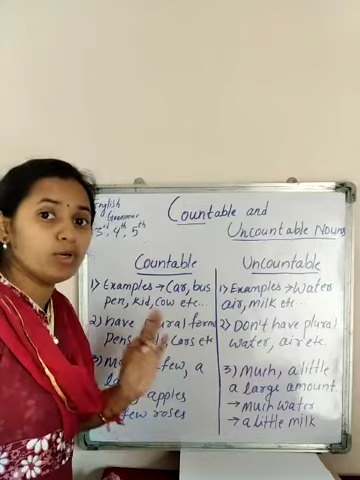 English
Grammar
3rd, 4th, 5th
Countable and
Uncountable Nouns
Countable
1) Examples → Car, bus
pen, kid, cow etc...
2) have plural form
Pens, Cars etc
3) few, a
apples
few roses
Uncountable
1) Examples → Water
air, milk etc...
2) Don't have plural
water, air etc.
3) Much, a little
a large amount.
→ much water
→ a little milk